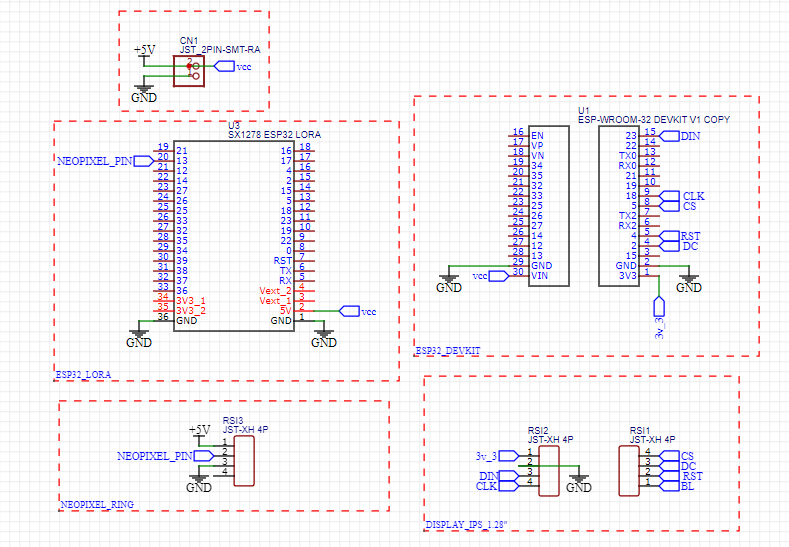 CN1
JST_2PIN-SMT-RA
+5V
2
1
vcc
GND
U3
SX1278 ESP32 LORA
19 21 16 18
NEOPIXEL_PIN 20 13 17 17
21 12 4 16
22 14 2 15
23 27 15 14
24 26 5 13
25 25 18 12
26 33 23 11
27 32 19 10
28 35 22 9
29 34 0 8
30 39 RST 7
31 38 TX 6
32 37 RX 5
33 36 Vext_2 4
34 3V3_1 Vext_1 3
35 3V3_2 5V 2 vcc
36 GND GND 1
GND GND
ESP32_LORA
U1
ESP-WROOM-32 DEVKIT V1 COPY
16 EN 23 15 DIN
17 VP 22 14
18 VN TX0 13
19 34 RX0 12
20 35 21 11
21 32 19 10
22 33 18 9 CLK
23 25 5 8 CS
24 26 TX2 7
25 27 RX2 6
26 14 4 5 RST
27 12 2 4 DC
28 13 15 3
29 GND GND 2
vcc 30 VIN 3V3 1
GND GND
3v_3
ESP32_DEVKIT
RSI3
JST-XH 4P
+5V
1
NEOPIXEL_PIN 2
3
4
GND
NEOPIXEL_RING
RSI2
JST-XH 4P
3v_3 1
2
DIN 3
CLK 4
GND
RSI1
JST-XH 4P
4 CS
3 DC
2 RST
1 BL
DISPLAY_IPS_1.28"